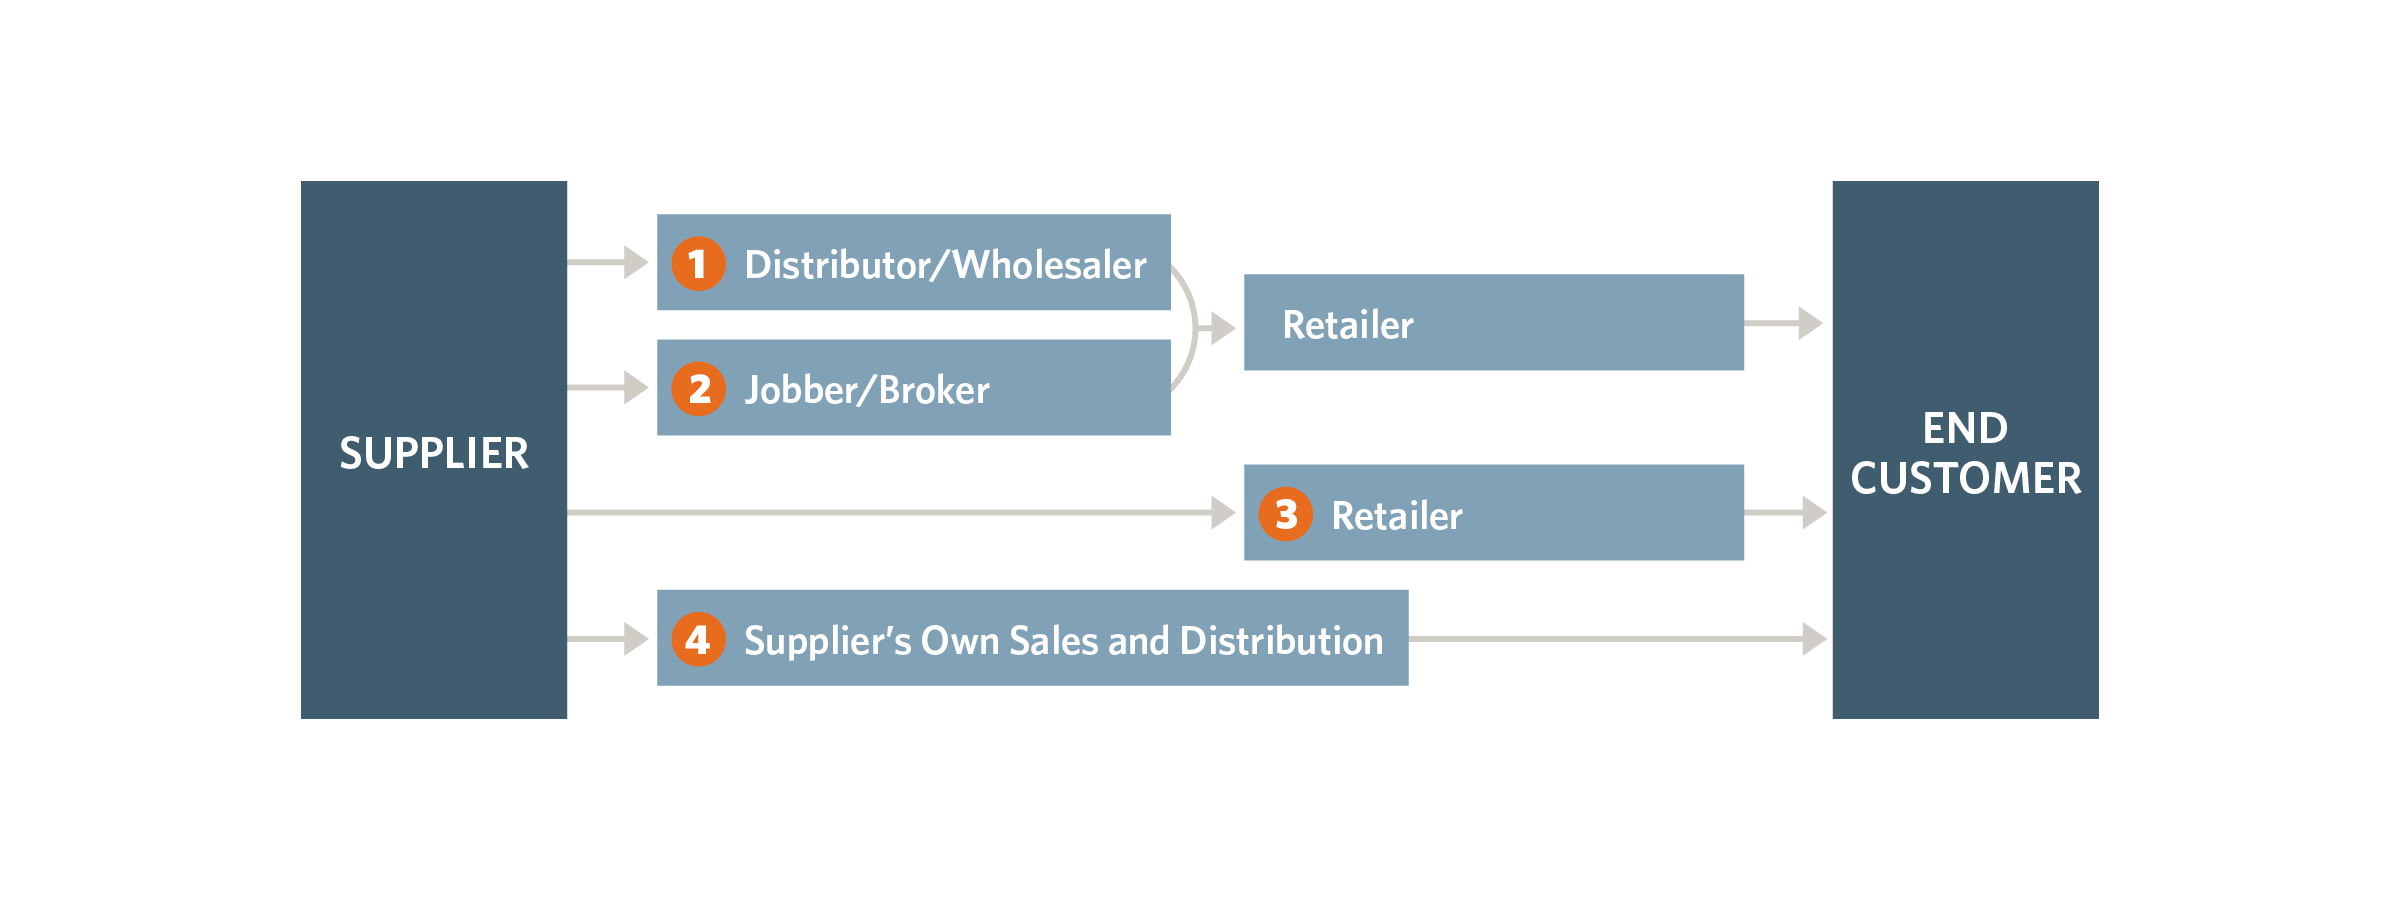 SUPPLIER
1 Distributor/Wholesaler
2 Jobber/Broker
Retailer
3 Retailer
4 Supplier’s Own Sales and Distribution
END
CUSTOMER